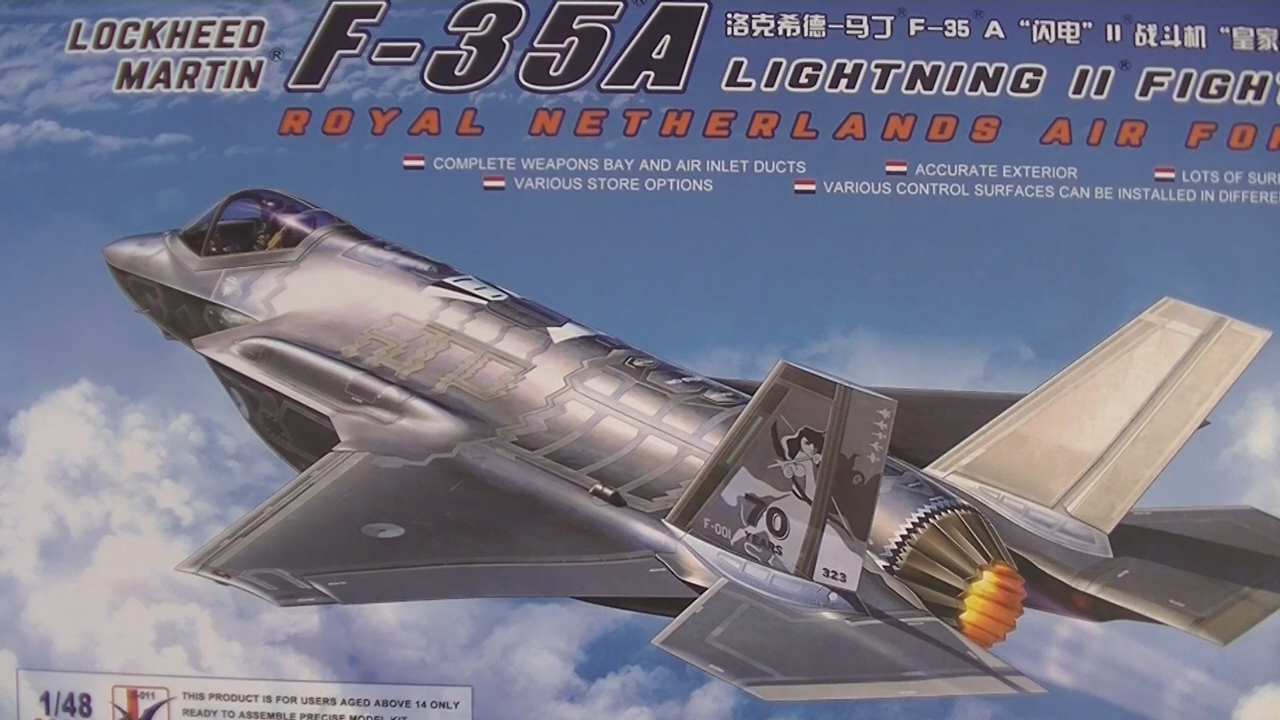 LOCKHEED
MARTIN®
F-35A®
洛克希德-马丁® F-35® A “闪电”® II 战斗机 “皇家
LIGHTNING II® FIGH
ROYAL NETHERLANDS AIR FO
COMPLETE WEAPONS BAY AND AIR INLET DUCTS
ACCURATE EXTERIOR
LOTS OF SUR
VARIOUS STORE OPTIONS
VARIOUS CONTROL SURFACES CAN BE INSTALLED IN DIFFERE
70
YEARS
F-001
323
1/48
THIS PRODUCT IS FOR USERS AGED ABOVE 14 ONLY
READY TO ASSEMBLE PRECISE MODEL KIT